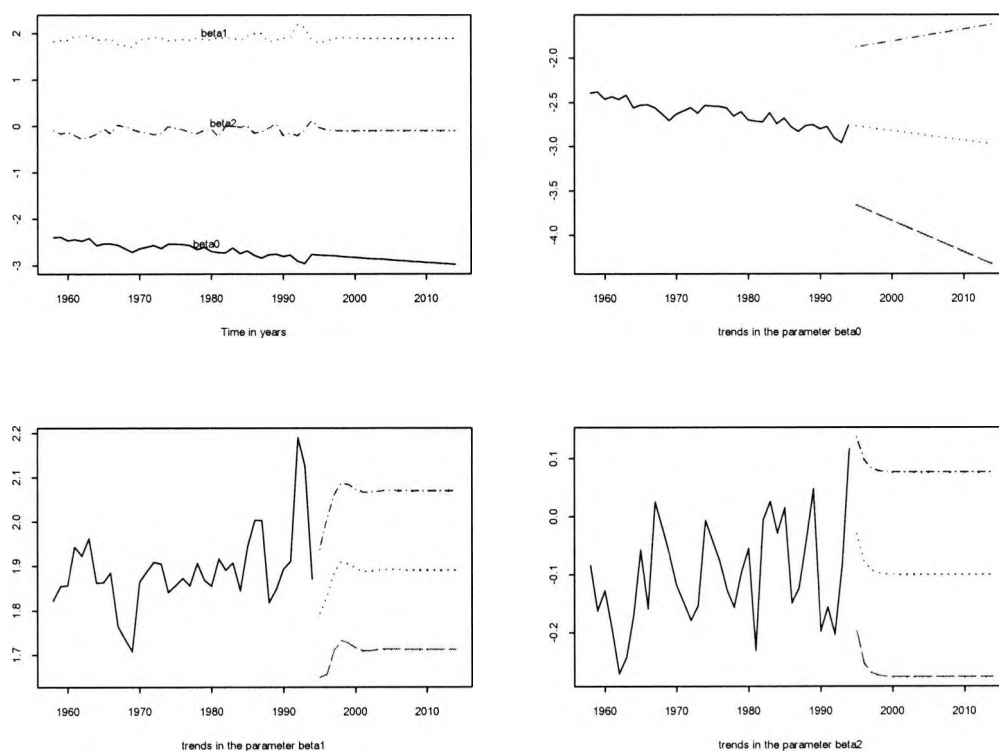 2
1
0
-1
-2
-3
beta1
beta2
beta0
1960 1970 1980 1990 2000 2010
Time in years
-2.0
-2.5
-3.0
-3.5
-4.0
1960 1970 1980 1990 2000 2010
trends in the parameter beta0
2.2
2.1
2.0
1.9
1.8
1.7
1960 1970 1980 1990 2000 2010
trends in the parameter beta1
0.1
0.0
-0.1
-0.2
1960 1970 1980 1990 2000 2010
trends in the parameter beta2